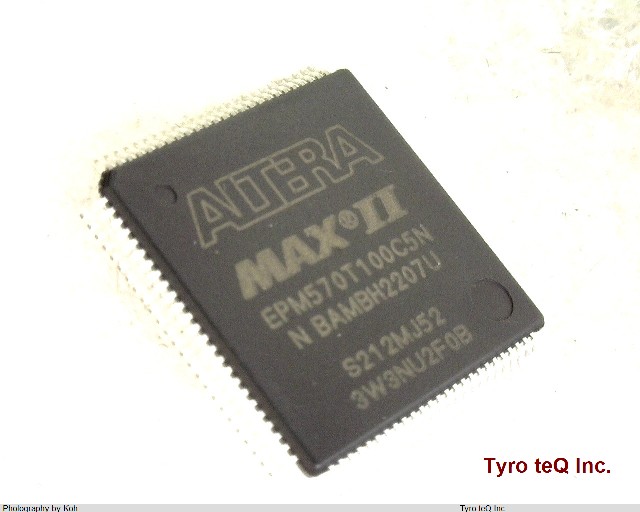 ALTERA
MAX® II
EPM570T100C5N
N BAMBH2207U
S212MJ52
3W3NU2F0B
Tyro teQ Inc.
Photography by Koh
Tyro teQ Inc